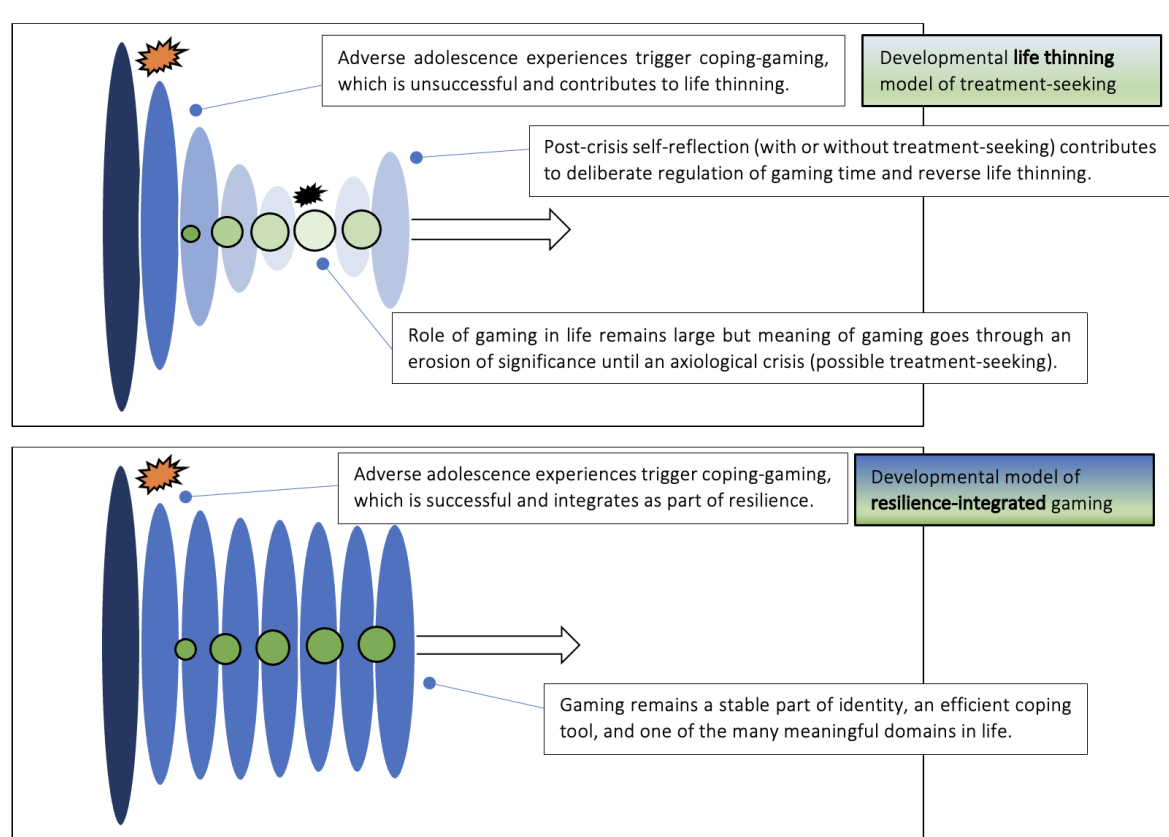 Adverse adolescence experiences trigger coping-gaming,
which is unsuccessful and contributes to life thinning.
Developmental life thinning
model of treatment-seeking
Post-crisis self-reflection (with or without treatment-seeking) contributes
to deliberate regulation of gaming time and reverse life thinning.
Role of gaming in life remains large but meaning of gaming goes through an
erosion of significance until an axiological crisis (possible treatment-seeking).
Adverse adolescence experiences trigger coping-gaming,
which is successful and integrates as part of resilience.
Developmental model of
resilience-integrated gaming
Gaming remains a stable part of identity, an efficient coping
tool, and one of the many meaningful domains in life.